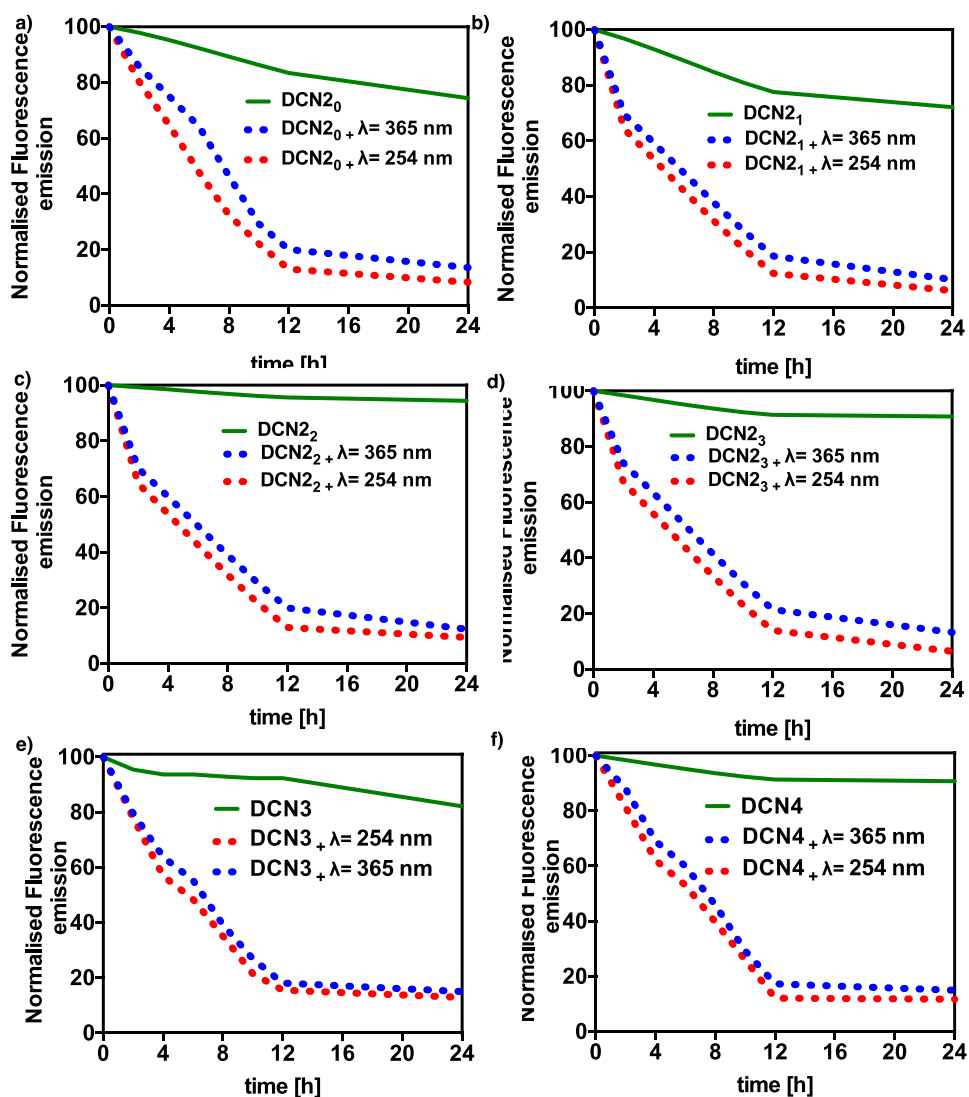 a)
Normalised Fluorescence
emission
100
80
60
40
20
0
DCN2₀
DCN2₀ ₊ λ= 365 nm
DCN2₀ ₊ λ= 254 nm
0 4 8 12 16 20 24
time [h]
b)
Normalised Fluorescence
emission
100
80
60
40
20
0
DCN2₁
DCN2₁ ₊ λ= 365 nm
DCN2₁ ₊ λ= 254 nm
0 4 8 12 16 20 24
time [h]
c)
Normalised Fluorescence
emission
100
80
60
40
20
0
DCN2₂
DCN2₂ ₊ λ= 365 nm
DCN2₂ ₊ λ= 254 nm
0 4 8 12 16 20 24
time [h]
d)
Normalised Fluorescence
emission
100
80
60
40
20
0
DCN2₃
DCN2₃ ₊ λ= 365 nm
DCN2₃ ₊ λ= 254 nm
0 4 8 12 16 20 24
time [h]
e)
Normalised Fluorescence
emission
100
80
60
40
20
0
DCN3
DCN3 ₊ λ= 254 nm
DCN3 ₊ λ= 365 nm
0 4 8 12 16 20 24
time [h]
f)
Normalised Fluorescence
emission
100
80
60
40
20
0
DCN4
DCN4 ₊ λ= 365 nm
DCN4 ₊ λ= 254 nm
0 4 8 12 16 20 24
time [h]